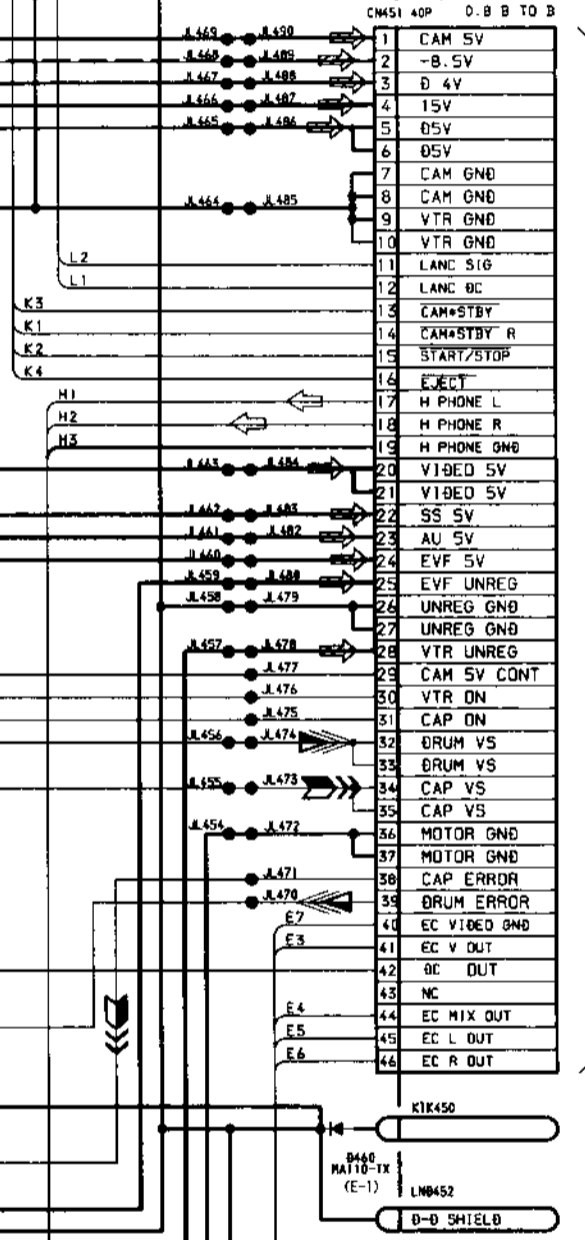 CN451 40P 0.8 B TO B
JL469 JL490 1 CAM 5V
JL468 JL489 2 -8.5V
JL467 JL488 3 D 4V
JL466 JL487 4 15V
JL465 JL486 5 D5V
6 D5V
7 CAM GND
JL464 JL485 8 CAM GND
9 VTR GND
10 VTR GND
L2 11 LANC SIG
L1 12 LANC DC
K3 13 CAM*STBY
K1 14 CAM*STBY R
K2 15 START/STOP
K4 16 EJECT
H1 17 H PHONE L
H2 18 H PHONE R
H3 19 H PHONE GND
JL463 JL484 20 VIDEO 5V
21 VIDEO 5V
JL462 JL483 22 SS 5V
JL461 JL482 23 AU 5V
JL460 24 EVF 5V
JL459 JL480 25 EVF UNREG
JL458 JL479 26 UNREG GND
27 UNREG GND
JL457 JL478 28 VTR UNREG
JL477 29 CAM 5V CONT
JL476 30 VTR ON
JL475 31 CAP ON
JL456 JL474 32 DRUM VS
33 DRUM VS
JL455 JL473 34 CAP VS
35 CAP VS
JL454 JL472 36 MOTOR GND
37 MOTOR GND
JL471 38 CAP ERROR
JL470 39 DRUM ERROR
E7 40 EC VIDEO GND
E3 41 EC V OUT
42 DC OUT
43 NC
E4 44 EC MIX OUT
E5 45 EC L OUT
E6 46 EC R OUT
K1K450
D460
MA110-TX
(E-1)
LND452
D-D SHIELD